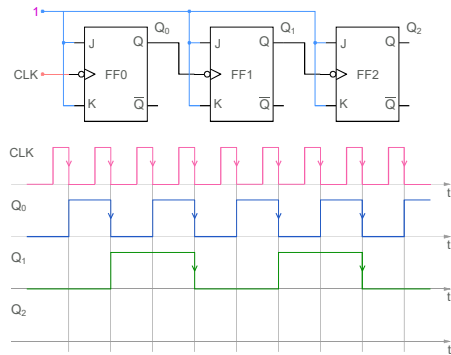 1
Q0 Q1 Q2
J Q J Q J Q
CLK FF0 FF1 FF2
K Q̅ K Q̅ K Q̅
CLK
t
Q0
t
Q1
t
Q2
t